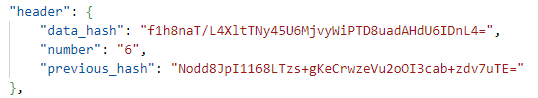 "header": {
"data_hash": "f1h8naT/L4XltTNy45U6MjvyWiPTD8uadAHdU6IDnL4=",
"number": "6",
"previous_hash": "Nodd8JpI1168LTzs+gKeCrwzeVu2oOI3cab+zdv7uTE="
},